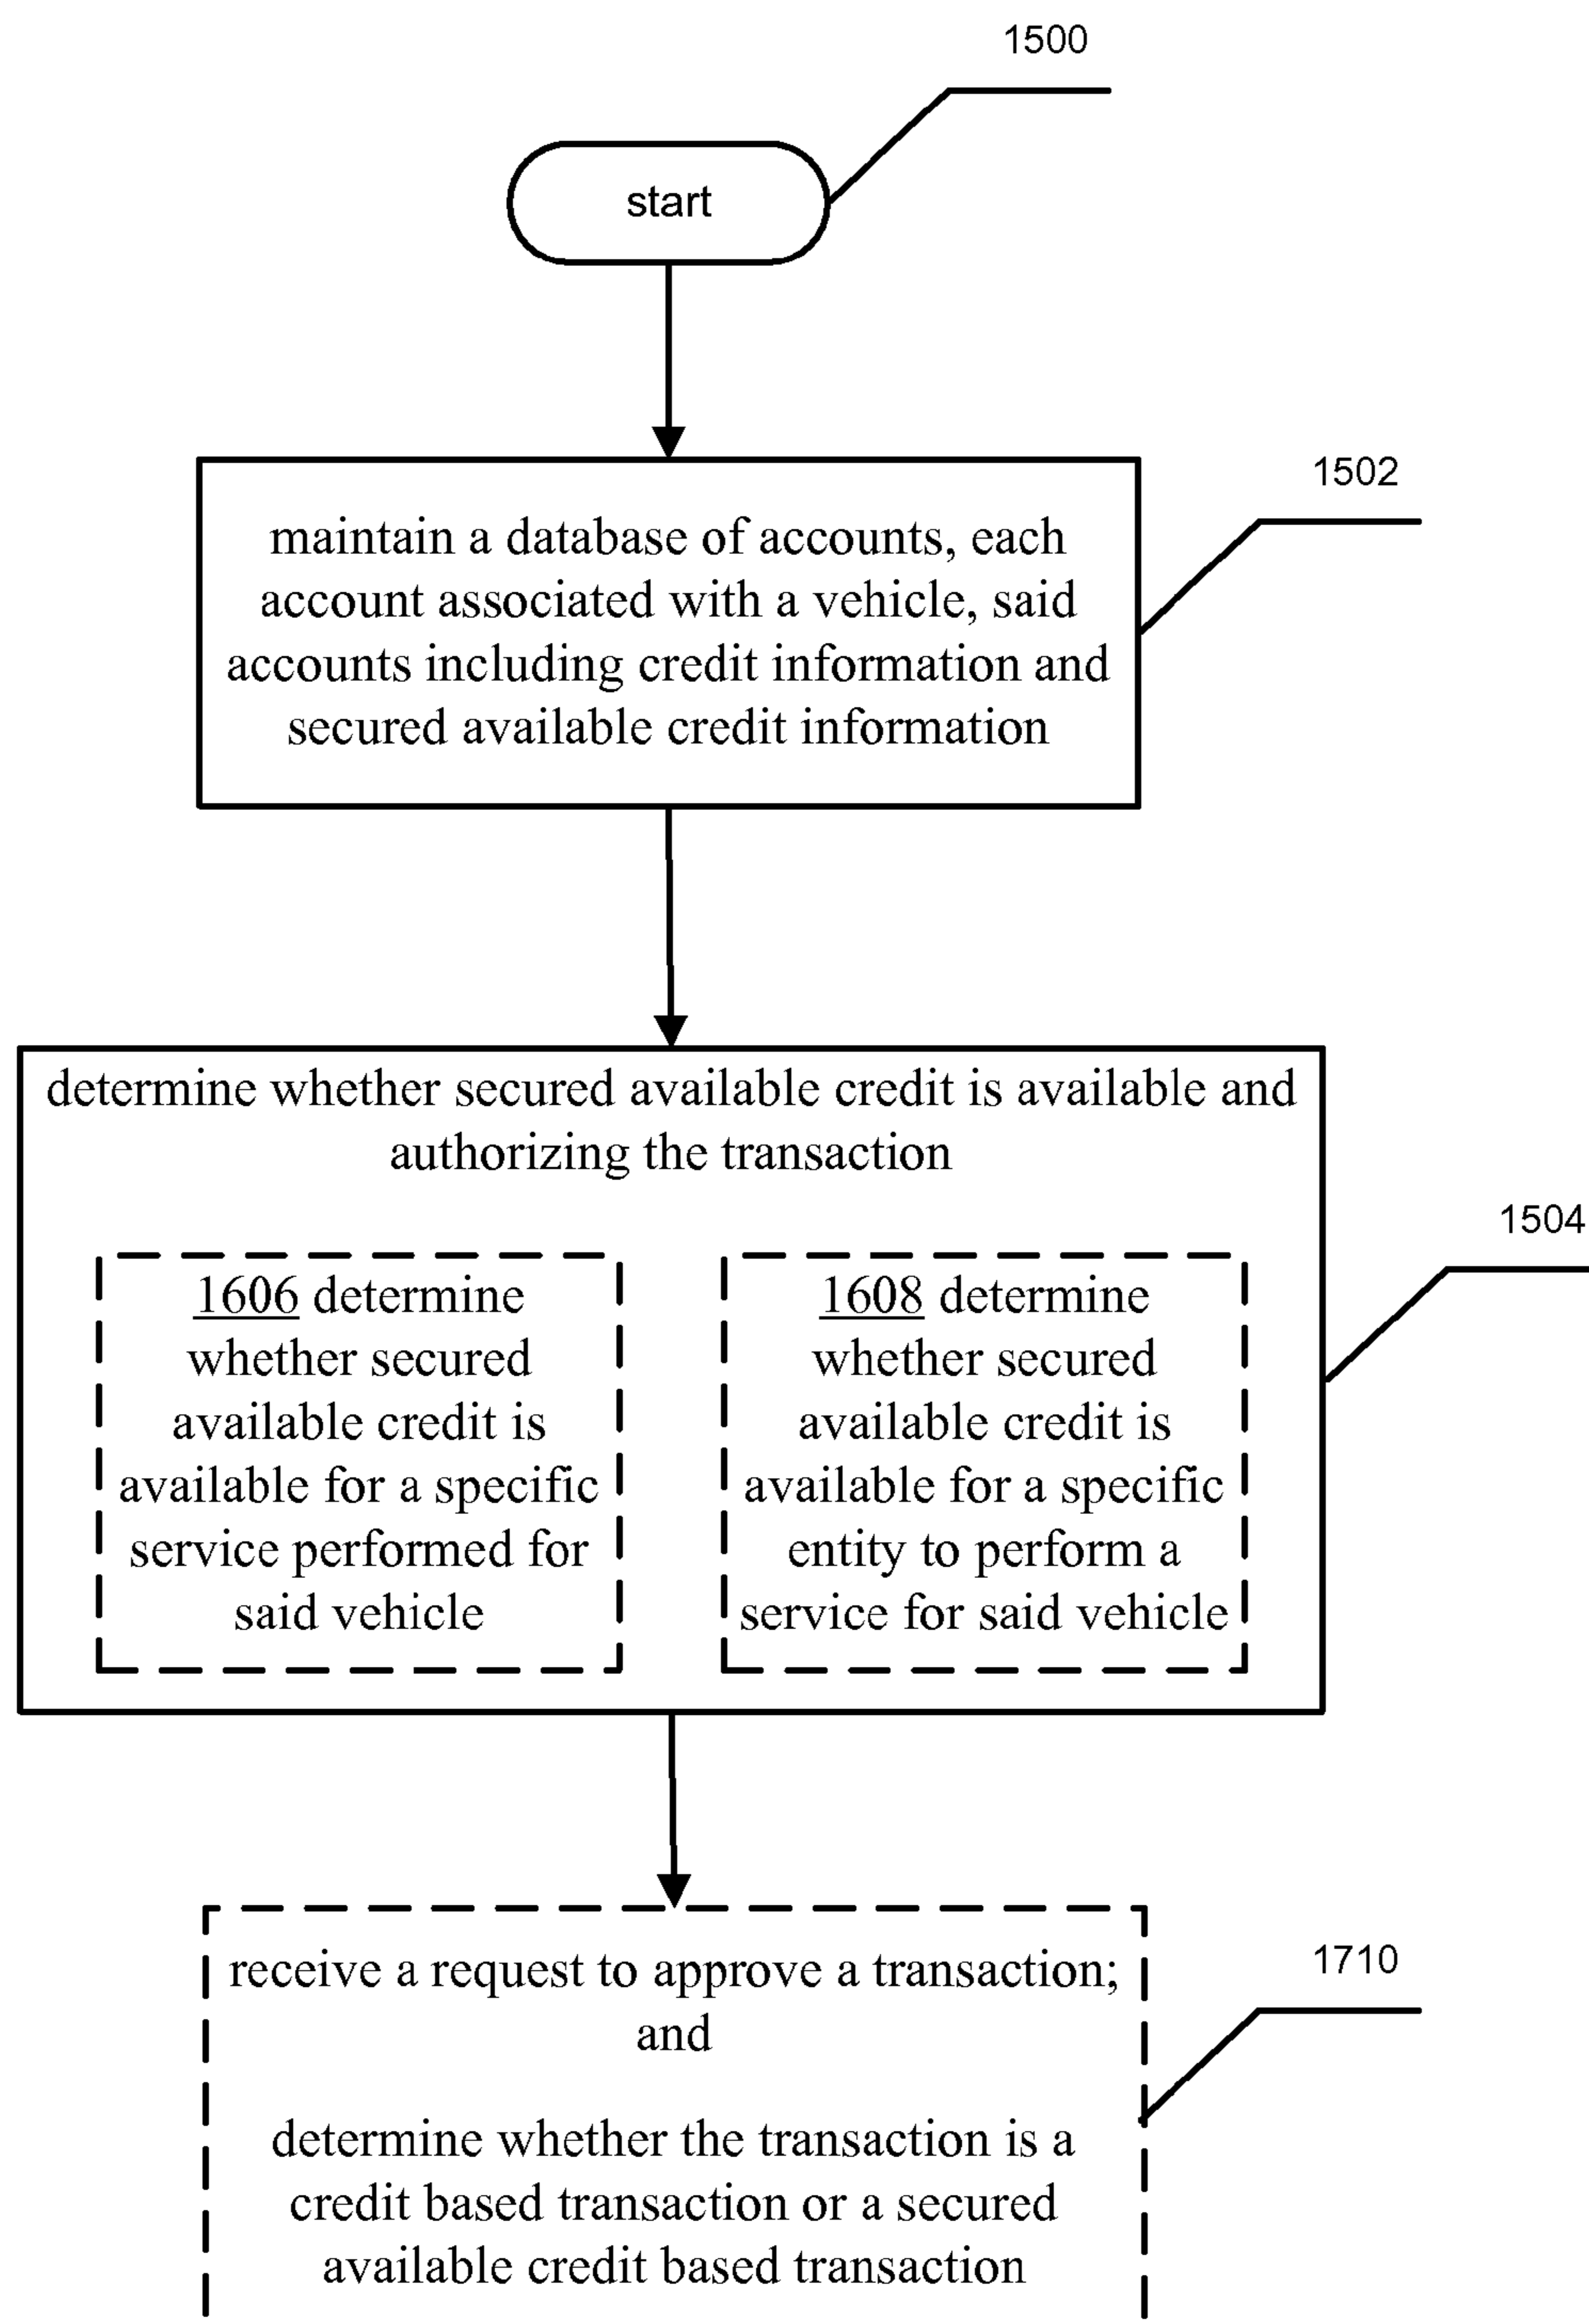 1500
start
1502
maintain a database of accounts, each
account associated with a vehicle, said
accounts including credit information and
secured available credit information
determine whether secured available credit is available and
authorizing the transaction
1504
1606 determine
whether secured
available credit is
available for a specific
service performed for
said vehicle
1608 determine
whether secured
available credit is
available for a specific
entity to perform a
service for said vehicle
1710
receive a request to approve a transaction;
and
determine whether the transaction is a
credit based transaction or a secured
available credit based transaction